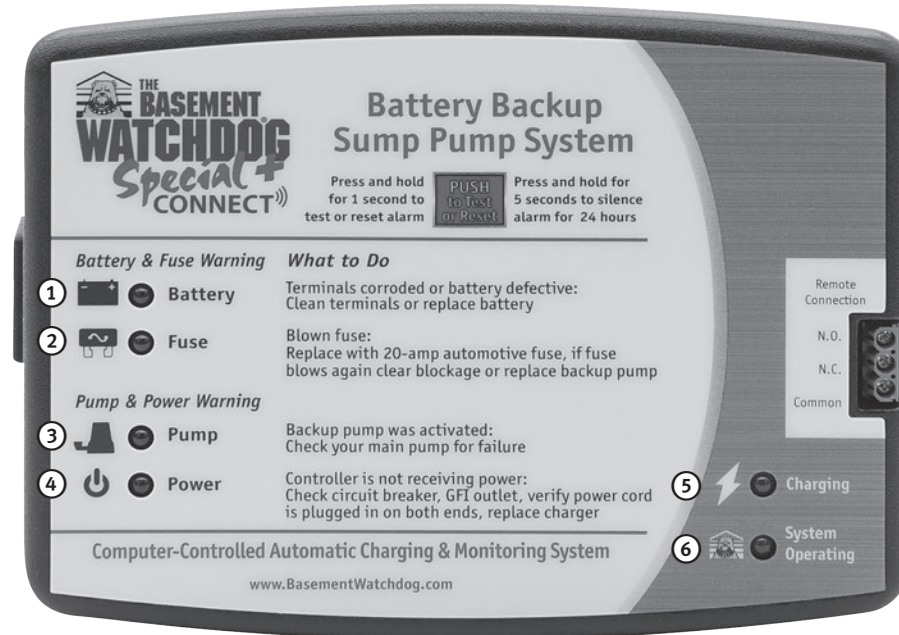 THE
BASEMENT
WATCHDOG
Special+
CONNECT
Battery Backup
Sump Pump System
Press and hold
for 1 second to
test or reset alarm
PUSH
to Test
or Reset
Press and hold for
5 seconds to silence
alarm for 24 hours
Battery & Fuse Warning
What to Do
1
Battery
Terminals corroded or battery defective:
Clean terminals or replace battery
2
Fuse
Blown fuse:
Replace with 20-amp automotive fuse, if fuse
blows again clear blockage or replace backup pump
Pump & Power Warning
3
Pump
Backup pump was activated:
Check your main pump for failure
4
Power
Controller is not receiving power:
Check circuit breaker, GFI outlet, verify power cord
is plugged in on both ends, replace charger
Computer-Controlled Automatic Charging & Monitoring System
www.BasementWatchdog.com
Remote
Connection
N.O.
N.C.
Common
5
Charging
6
System
Operating